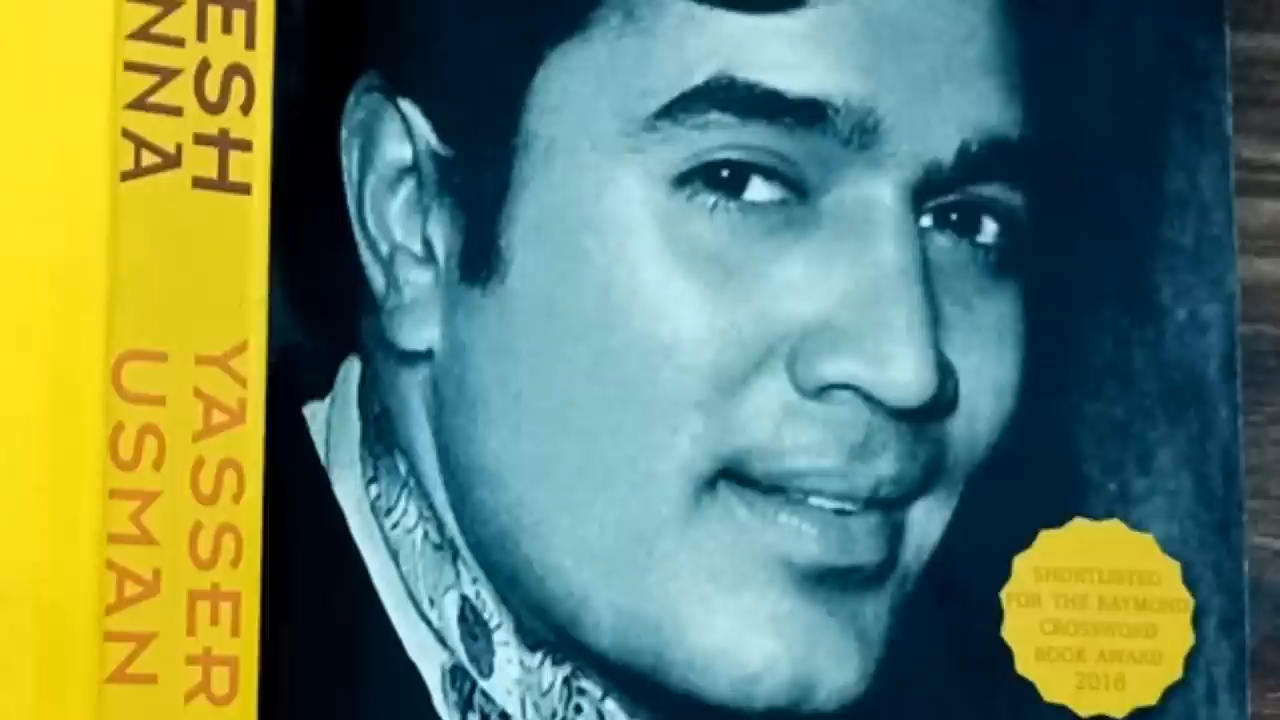 ESH
NNA
YASSER
USMAN
SHORTLISTED
FOR THE RAYMOND
CROSSWORD
BOOK AWARD
2016